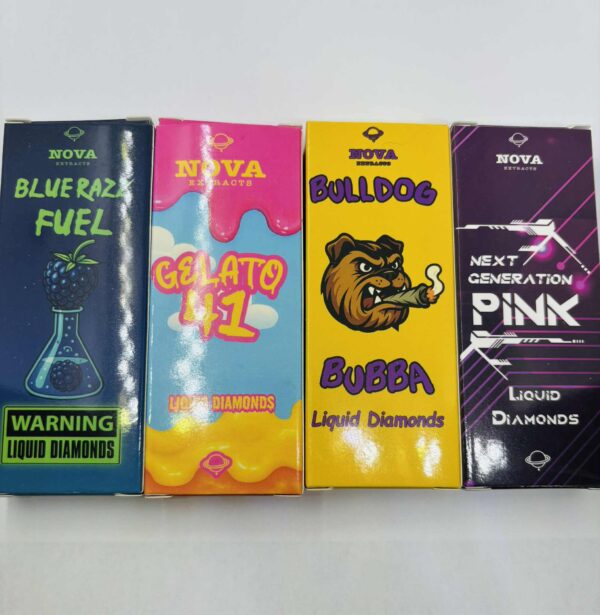 NOVA
EXTRACTS
BLUE RAZZ
FUEL
WARNING
LIQUID DIAMONDS
NOVA
EXTRACTS
GELATO
41
LIQUID DIAMONDS
NOVA
EXTRACTS
BULLDOG
BUBBA
Liquid Diamonds
NOVA
EXTRACTS
NEXT
GENERATION
PINK
LIQUID
DIAMONDS